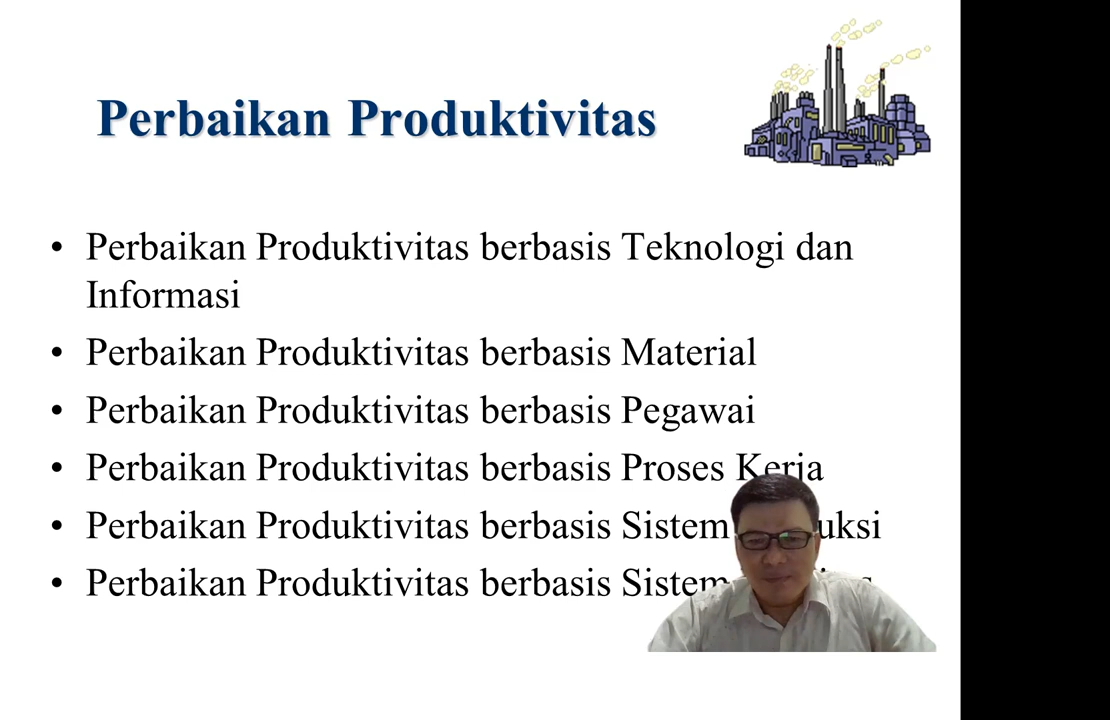 Perbaikan Produktivitas
• Perbaikan Produktivitas berbasis Teknologi dan
Informasi
• Perbaikan Produktivitas berbasis Material
• Perbaikan Produktivitas berbasis Pegawai
• Perbaikan Produktivitas berbasis Proses Kerja
• Perbaikan Produktivitas berbasis Sistem
• Perbaikan Produktivitas berbasis Sistem